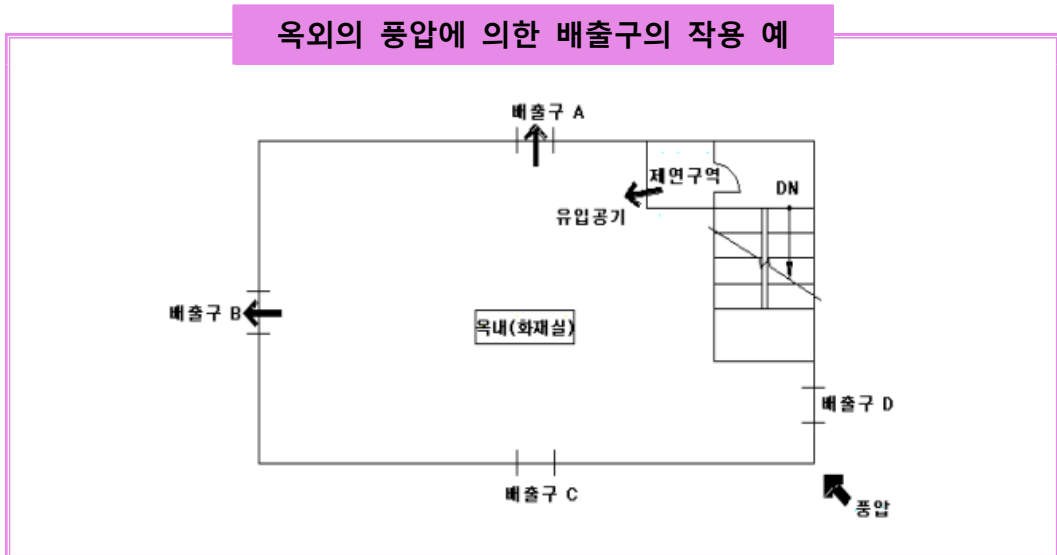 옥외의 풍압에 의한 배출구의 작용 예
배출구 A
제연구역
DN
유입공기
배출구 B
옥내(화재실)
배출구 D
배출구 C
풍압